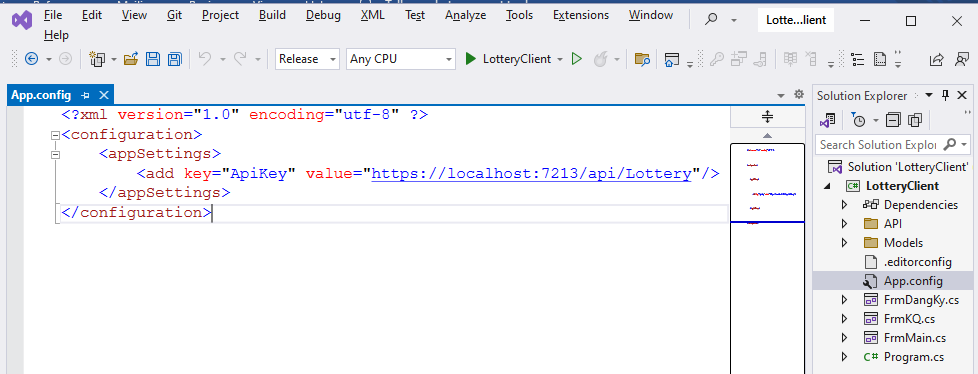 File Edit View Git Project Build Debug XML Test Analyze Tools Extensions Window
Help
Lotte...lient
Release
Any CPU
LotteryClient
App.config
<?xml version="1.0" encoding="utf-8" ?>
<configuration>
<appSettings>
<add key="ApiKey" value="https://localhost:7213/api/Lottery"/>
</appSettings>
</configuration>
Solution Explorer
Search Solution Explor
Solution 'LotteryClient'
LotteryClient
Dependencies
API
Models
.editorconfig
App.config
FrmDangKy.cs
FrmKQ.cs
FrmMain.cs
C# Program.cs